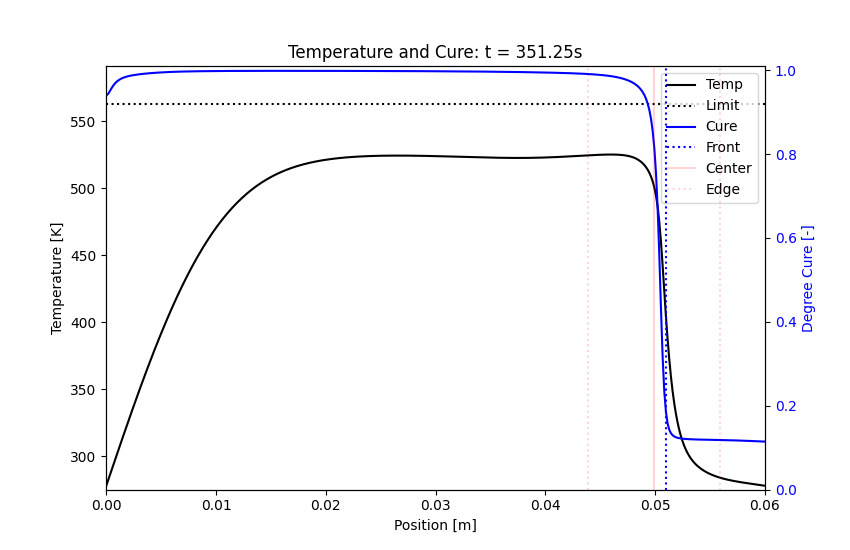 Temperature and Cure: t = 351.25s
Temperature [K]
550
500
450
400
350
300
1.0
0.8
0.6
0.4
0.2
0.0
Degree Cure [-]
Temp
Limit
Cure
Front
Center
Edge
0.00
0.01
0.02
0.03
0.04
0.05
0.06
Position [m]